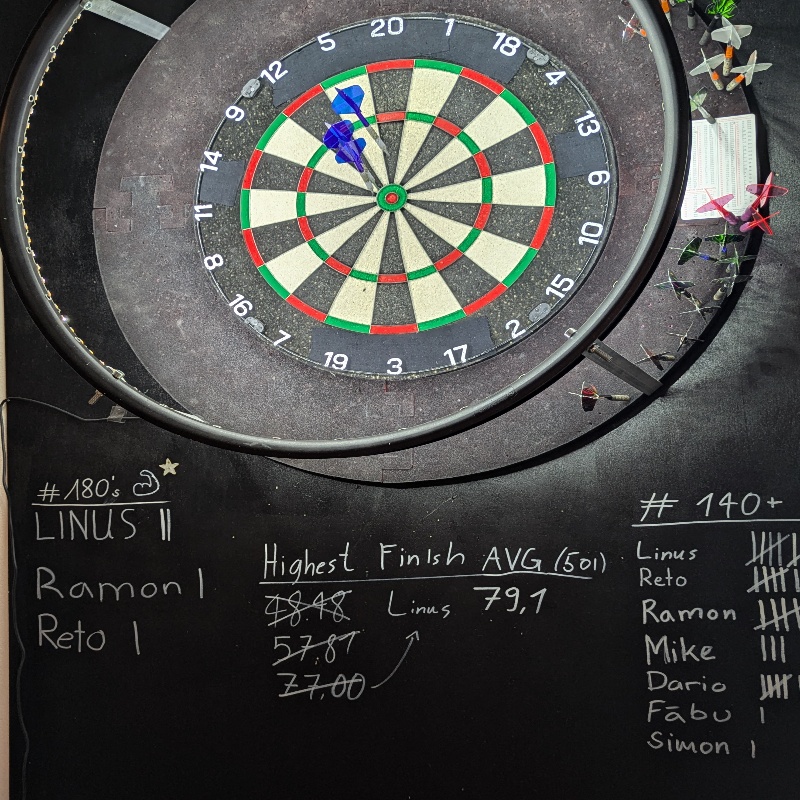 20
1
18
4
13
6
10
15
2
17
3
19
7
16
8
11
14
9
12
5
# 180's
LINUS II
Ramon I
Reto I
Highest Finish AVG (501)
48.48 Linus 79,1
57,81
77,00
# 140+
Linus
Reto
Ramon
Mike III
Dario
Fābu I
Simon I